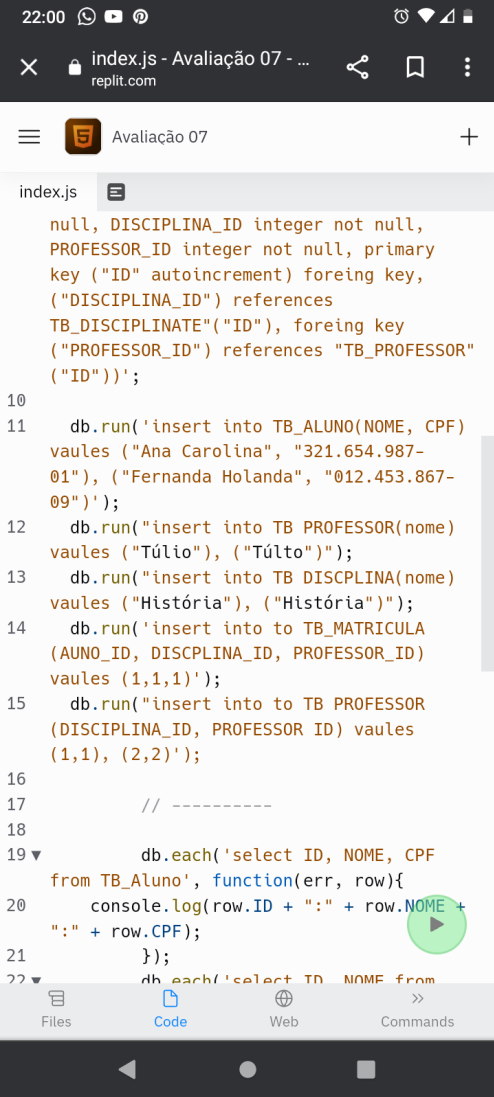 22:00
index.js - Avaliação 07 - ...
replit.com
Avaliação 07
index.js
null, DISCIPLINA_ID integer not null,
PROFESSOR_ID integer not null, primary
key ("ID" autoincrement) foreing key,
("DISCIPLINA_ID") references
TB_DISCIPLINATE"("ID"), foreing key
("PROFESSOR_ID") references "TB_PROFESSOR"
("ID"))';
10
11 db.run('insert into TB_ALUNO(NOME, CPF)
vaules ("Ana Carolina", "321.654.987-
01"), ("Fernanda Holanda", "012.453.867-
09")');
12 db.run("insert into TB PROFESSOR(nome)
vaules ("Túlio"), ("Túlto")");
13 db.run("insert into TB DISCPLINA(nome)
vaules ("História"), ("História")");
14 db.run('insert into to TB_MATRICULA
(AUNO_ID, DISCPLINA_ID, PROFESSOR_ID)
vaules (1,1,1)');
15 db.run("insert into to TB PROFESSOR
(DISCIPLINA_ID, PROFESSOR ID) vaules
(1,1), (2,2)');
16
17 // ----------
18
19 db.each('select ID, NOME, CPF
from TB_Aluno', function(err, row){
20 console.log(row.ID + ":" + row.NOME +
":" + row.CPF);
21 });
22 db.each('select ID, NOME from
Files
Code
Web
Commands